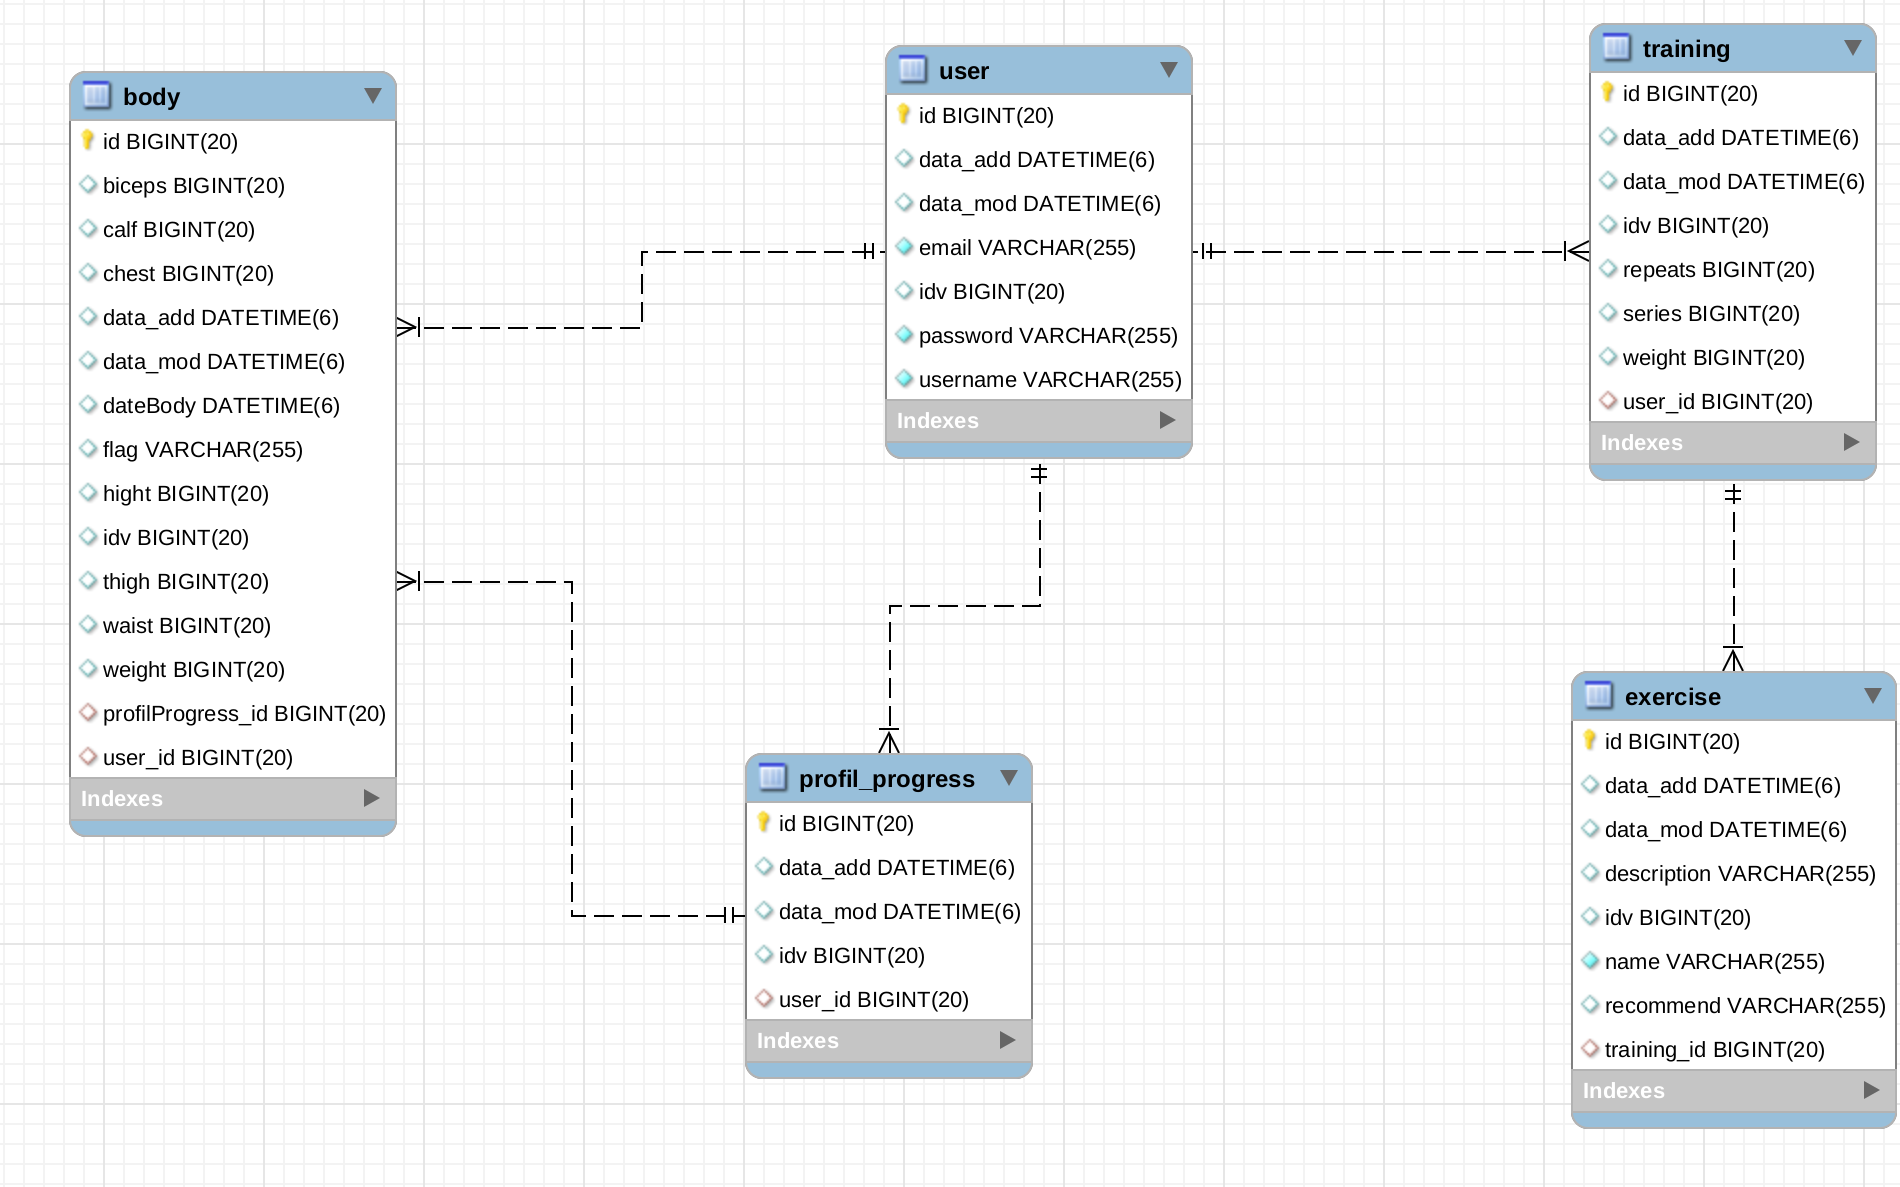 body
id BIGINT(20)
biceps BIGINT(20)
calf BIGINT(20)
chest BIGINT(20)
data_add DATETIME(6)
data_mod DATETIME(6)
dateBody DATETIME(6)
flag VARCHAR(255)
hight BIGINT(20)
idv BIGINT(20)
thigh BIGINT(20)
waist BIGINT(20)
weight BIGINT(20)
profilProgress_id BIGINT(20)
user_id BIGINT(20)
Indexes
user
id BIGINT(20)
data_add DATETIME(6)
data_mod DATETIME(6)
email VARCHAR(255)
idv BIGINT(20)
password VARCHAR(255)
username VARCHAR(255)
Indexes
profil_progress
id BIGINT(20)
data_add DATETIME(6)
data_mod DATETIME(6)
idv BIGINT(20)
user_id BIGINT(20)
Indexes
training
id BIGINT(20)
data_add DATETIME(6)
data_mod DATETIME(6)
idv BIGINT(20)
repeats BIGINT(20)
series BIGINT(20)
weight BIGINT(20)
user_id BIGINT(20)
Indexes
exercise
id BIGINT(20)
data_add DATETIME(6)
data_mod DATETIME(6)
description VARCHAR(255)
idv BIGINT(20)
name VARCHAR(255)
recommend VARCHAR(255)
training_id BIGINT(20)
Indexes